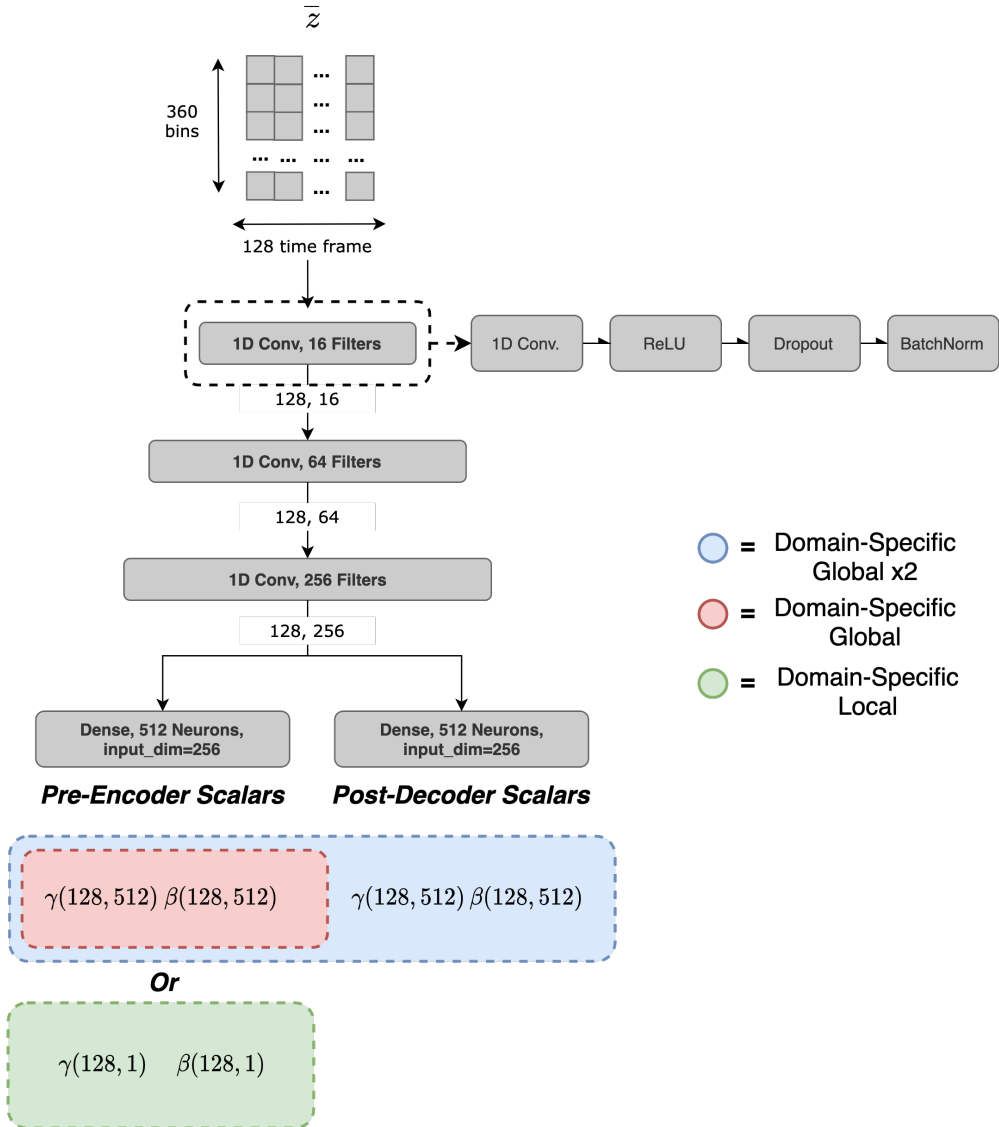 z̅
... 
...
360
bins
...
... ... ... ...
...
128 time frame
1D Conv, 16 Filters
1D Conv.
ReLU
Dropout
BatchNorm
128, 16
1D Conv, 64 Filters
128, 64
= Domain-Specific
Global x2
1D Conv, 256 Filters
= Domain-Specific
Global
128, 256
= Domain-Specific
Local
Dense, 512 Neurons,
input_dim=256
Dense, 512 Neurons,
input_dim=256
Pre-Encoder Scalars
Post-Decoder Scalars
γ(128, 512) β(128, 512)
γ(128, 512) β(128, 512)
Or
γ(128, 1) β(128, 1)